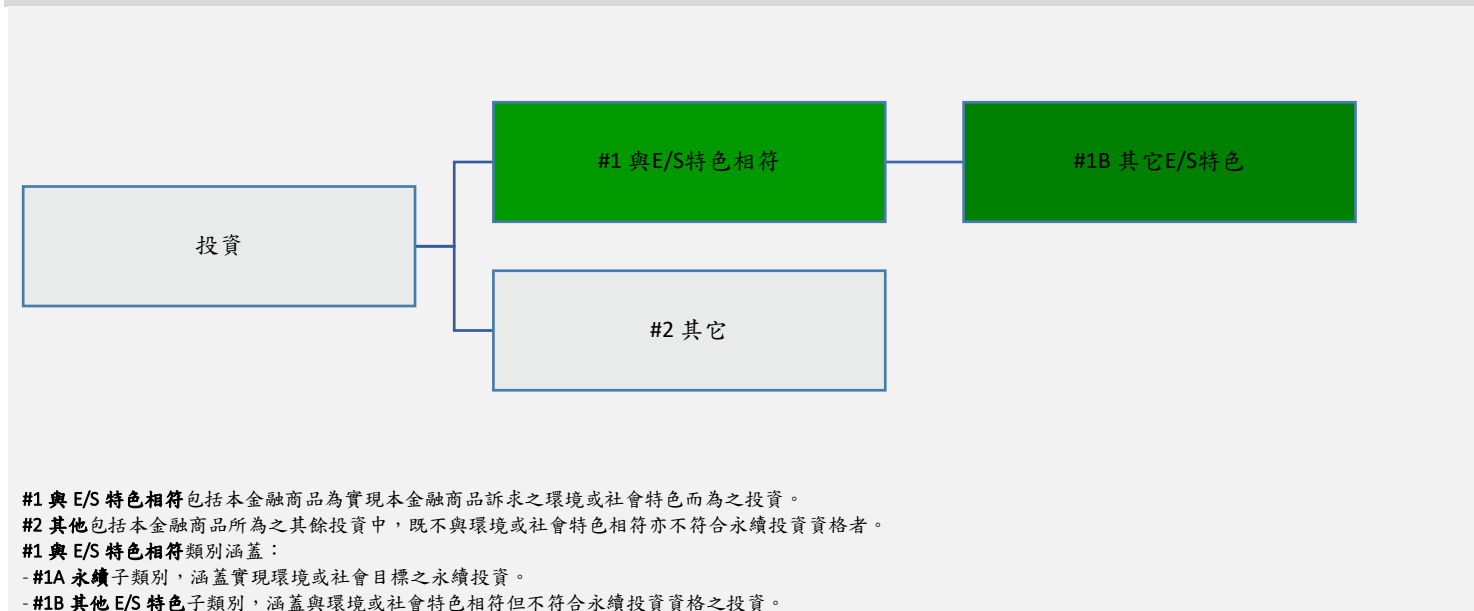 #1 與E/S特色相符
#1B 其它E/S特色
投資
#2 其它
#1 與 E/S 特色相符包括本金融商品為實現本金融商品訴求之環境或社會特色而為之投資。
#2 其他包括本金融商品所為之其餘投資中，既不與環境或社會特色相符亦不符合永續投資資格者。
#1 與 E/S 特色相符類別涵蓋：
- #1A 永續子類別，涵蓋實現環境或社會目標之永續投資。
- #1B 其他 E/S 特色子類別，涵蓋與環境或社會特色相符但不符合永續投資資格之投資。